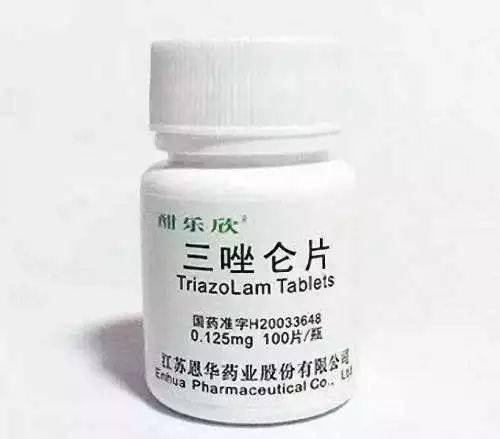 酣乐欣®
三唑仑片
TriazoLam Tablets
国药准字H20033648
0.125mg 100片/瓶
江苏恩华药业股份有限公司
Enhua Pharmaceutical Co., Ltd